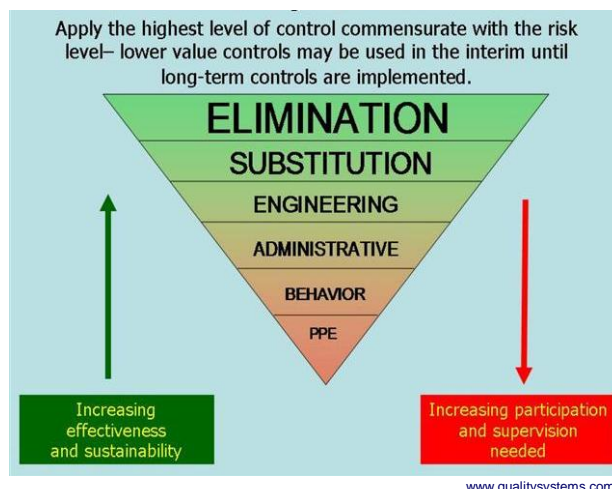 Apply the highest level of control commensurate with the risk
level– lower value controls may be used in the interim until
long-term controls are implemented.
ELIMINATION
SUBSTITUTION
ENGINEERING
ADMINISTRATIVE
BEHAVIOR
PPE
Increasing
effectiveness
and sustainability
Increasing participation
and supervision
needed